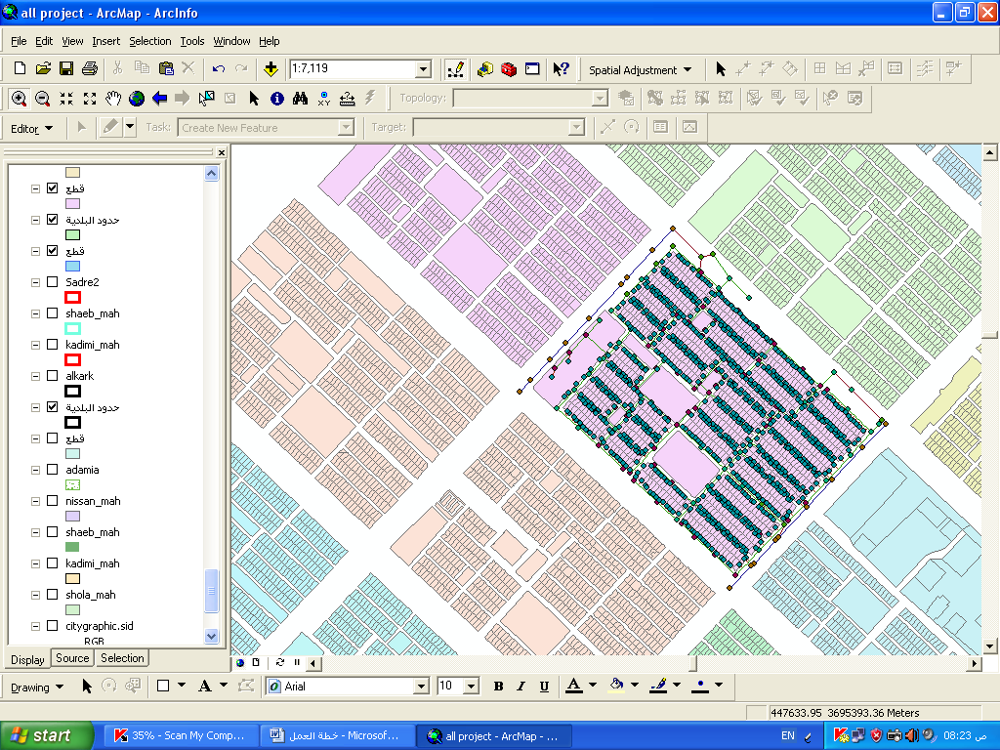 all project - ArcMap - ArcInfo
File Edit View Insert Selection Tools Window Help
1:7,119 Spatial Adjustment
Topology:
Editor Task: Create New Feature Target:
قطع
حدود البلدية
قطع
Sadre2
shaeb_mah
kadimi_mah
alkark
حدود البلدية
قطع
adamia
nissan_mah
shaeb_mah
kadimi_mah
shola_mah
citygraphic.sid
RGB
Display Source Selection
Drawing A Arial 10 B I U A
447633.95 3695393.36 Meters
start 35% - Scan My Comp... خطة العمل - Microsof... all project - ArcMap - ... EN 08:23 ص